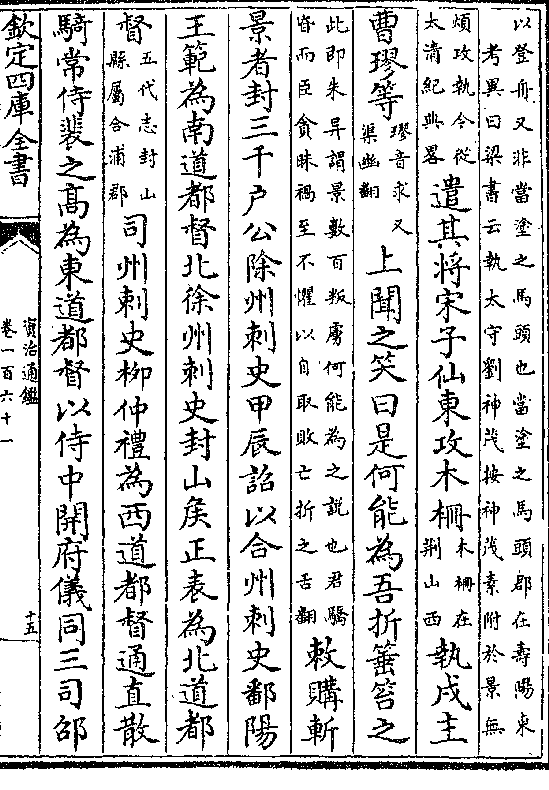 以登舟又非當塗之馬頭也當塗之馬頭郡在壽陽東
考異曰梁書云執太守劉神茂按神茂素附於景無
煩攻執今從
太清紀典畧
遣其將宋子仙東攻木柵
木柵在
荆山西
執戍主
曹璆等
璆音求又
渠幽翻
上聞之笑曰是何能為吾折箠笞之
此即朱异謂景數百叛虜何能為之説也君驕
昏而臣貪昧禍至不懼以自取敗亡折之舌翻
敕購斬
景者封三千户公除州刺史甲辰詔以合州刺史鄱陽
王範為南道都督北徐州刺史封山侯正表為北道都
督
五代志封山
縣屬合浦郡
司州刺史柳仲禮為西道都督通直散
騎常侍裴之高為東道都督以侍中開府儀同三司邵
欽定四庫全書
資治通鑑
卷一百六十一
十五